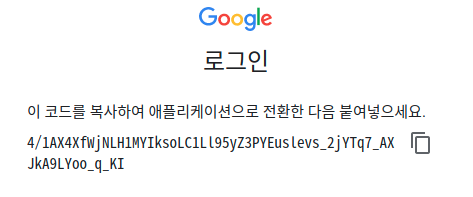 Google
로그인
이 코드를 복사하여 애플리케이션으로 전환한 다음 붙여넣으세요.
4/1AX4XfWjNLH1MYIksoLC1Ll95yZ3PYEuslevs_2jYTq7_AX
JkA9LYoo_q_KI